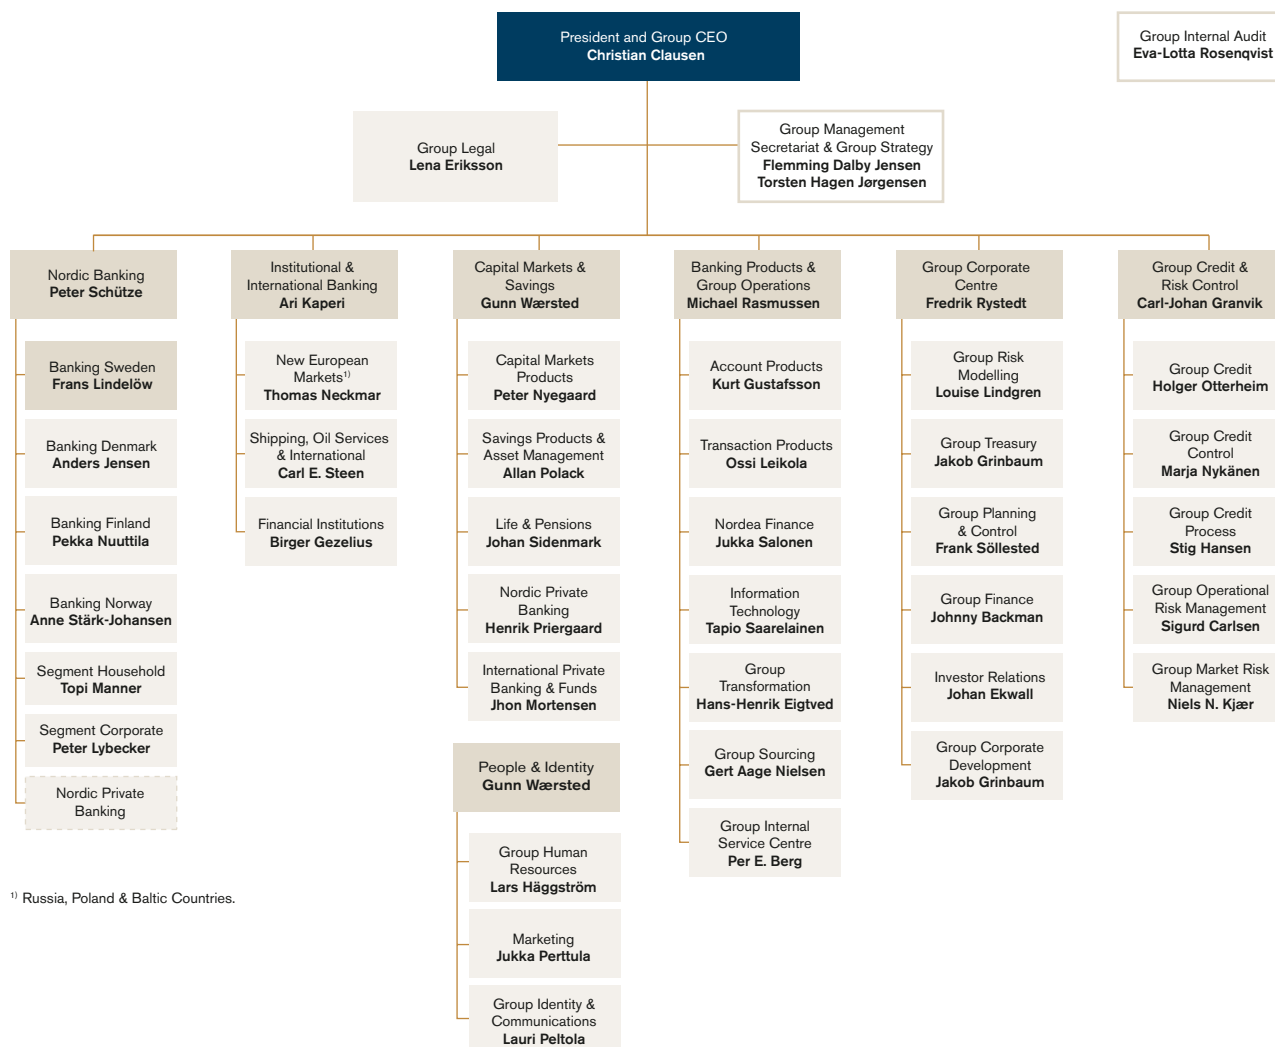 President and Group CEO
Christian Clausen
Group Internal Audit
Eva-Lotta Rosenqvist
Group Legal
Lena Eriksson
Group Management
Secretariat & Group Strategy
Flemming Dalby Jensen
Torsten Hagen Jørgensen
Nordic Banking
Peter Schütze
Banking Sweden
Frans Lindelöw
Banking Denmark
Anders Jensen
Banking Finland
Pekka Nuuttila
Banking Norway
Anne Stärk-Johansen
Segment Household
Topi Manner
Segment Corporate
Peter Lybecker
Nordic Private
Banking
Institutional &
International Banking
Ari Kaperi
New European
Markets¹⁾
Thomas Neckmar
Shipping, Oil Services
& International
Carl E. Steen
Financial Institutions
Birger Gezelius
Capital Markets &
Savings
Gunn Wærsted
Capital Markets
Products
Peter Nyegaard
Savings Products &
Asset Management
Allan Polack
Life & Pensions
Johan Sidenmark
Nordic Private
Banking
Henrik Priergaard
International Private
Banking & Funds
Jhon Mortensen
People & Identity
Gunn Wærsted
Group Human
Resources
Lars Häggström
Marketing
Jukka Perttula
Group Identity &
Communications
Lauri Peltola
Banking Products &
Group Operations
Michael Rasmussen
Account Products
Kurt Gustafsson
Transaction Products
Ossi Leikola
Nordea Finance
Jukka Salonen
Information
Technology
Tapio Saarelainen
Group
Transformation
Hans-Henrik Eigtved
Group Sourcing
Gert Aage Nielsen
Group Internal
Service Centre
Per E. Berg
Group Corporate
Centre
Fredrik Rystedt
Group Risk
Modelling
Louise Lindgren
Group Treasury
Jakob Grinbaum
Group Planning
& Control
Frank Söllested
Group Finance
Johnny Backman
Investor Relations
Johan Ekwall
Group Corporate
Development
Jakob Grinbaum
Group Credit &
Risk Control
Carl-Johan Granvik
Group Credit
Holger Otterheim
Group Credit
Control
Marja Nykänen
Group Credit
Process
Stig Hansen
Group Operational
Risk Management
Sigurd Carlsen
Group Market Risk
Management
Niels N. Kjær
¹⁾ Russia, Poland & Baltic Countries.